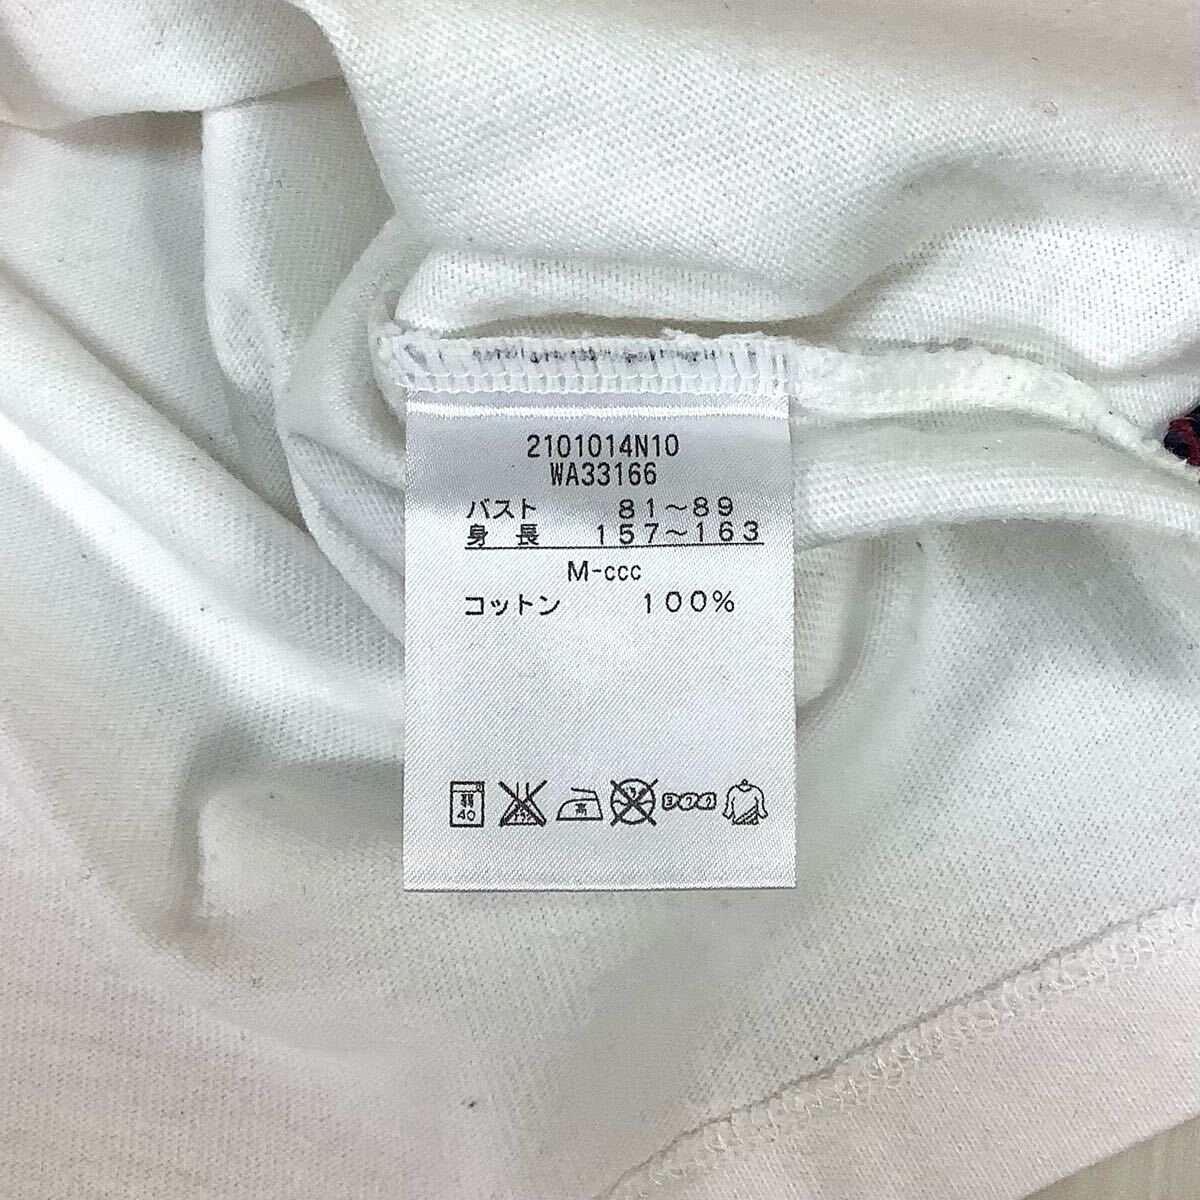 2101014N10
WA33166
バスト 81～89
身長 157～163
M-ccc
コットン 100%
弱 40 高